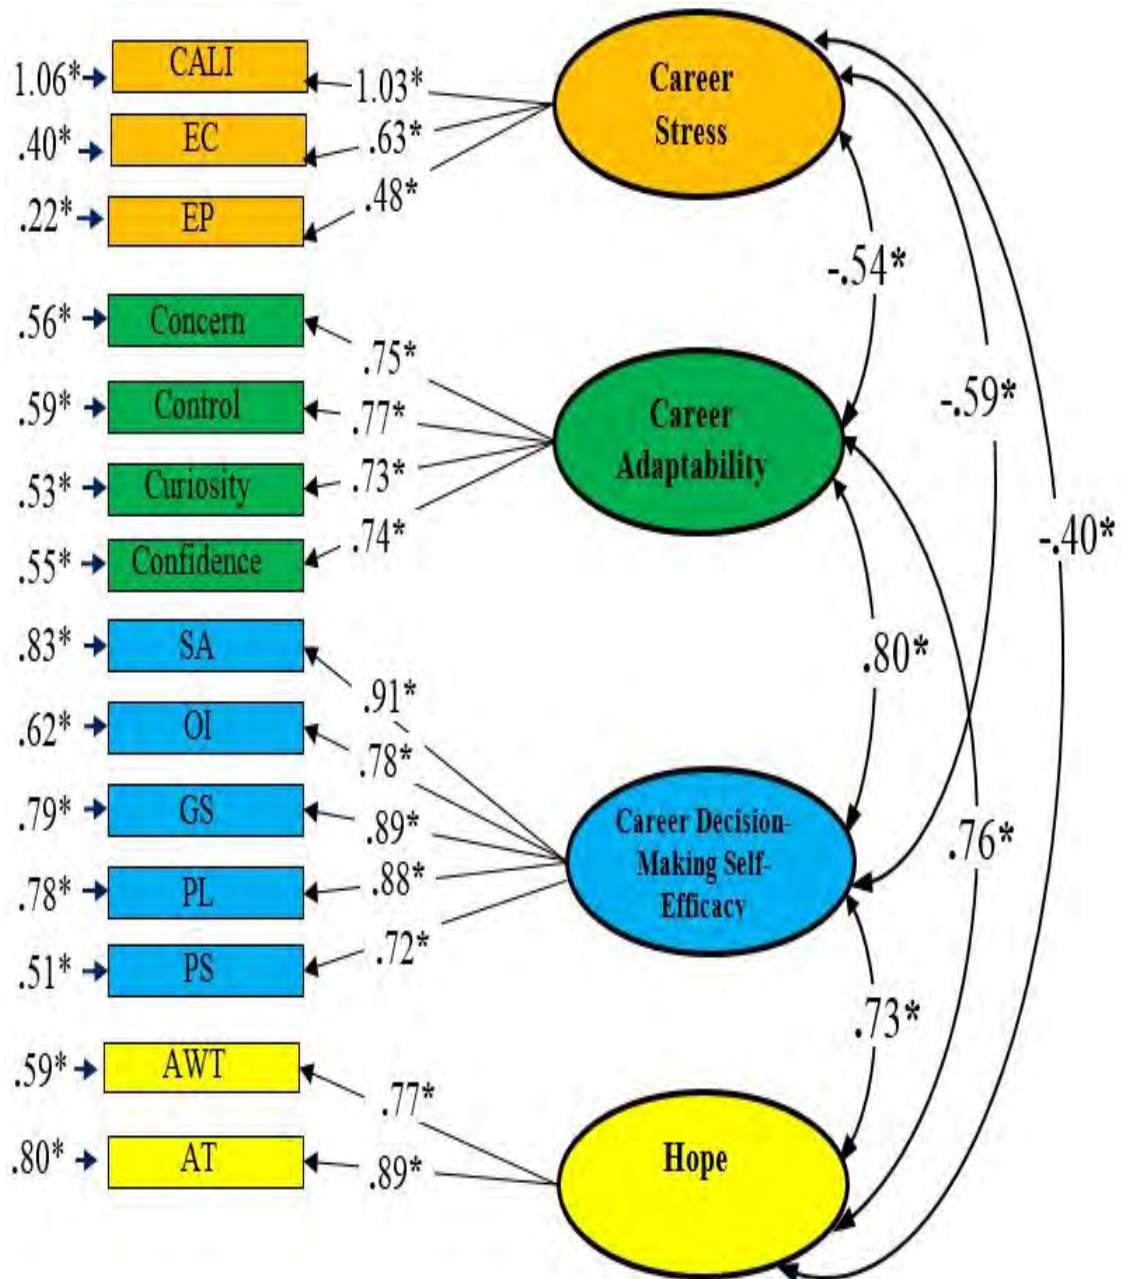 1.06*
CALI
1.03*
.40*
EC
.63*
.22*
EP
.48*
Career
Stress
-.54*
-.59*
-.40*
.56*
Concern
.75*
.59*
Control
.77*
.53*
Curiosity
.73*
.55*
Confidence
.74*
Career
Adaptability
.80*
.76*
.83*
SA
.91*
.62*
OI
.78*
.79*
GS
.89*
.78*
PL
.88*
.51*
PS
.72*
Career Decision-
Making Self-
Efficacy
.73*
.59*
AWT
.77*
.80*
AT
.89*
Hope